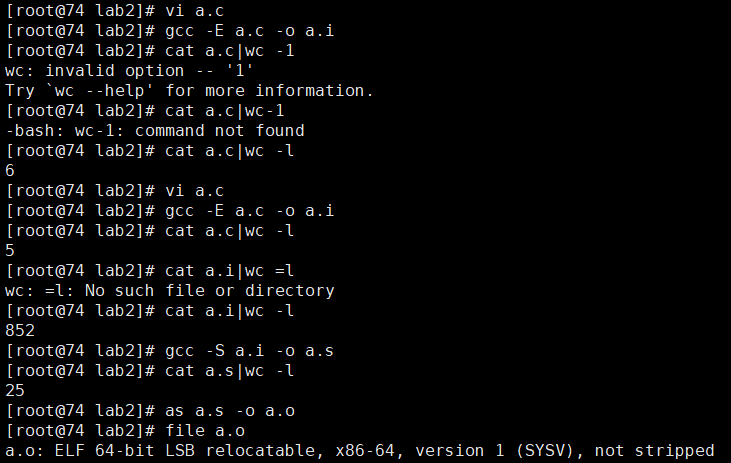 [root@74 lab2]# vi a.c
[root@74 lab2]# gcc -E a.c -o a.i
[root@74 lab2]# cat a.c|wc -1
wc: invalid option -- '1'
Try `wc --help' for more information.
[root@74 lab2]# cat a.c|wc-1
-bash: wc-1: command not found
[root@74 lab2]# cat a.c|wc -l
6
[root@74 lab2]# vi a.c
[root@74 lab2]# gcc -E a.c -o a.i
[root@74 lab2]# cat a.c|wc -l
5
[root@74 lab2]# cat a.i|wc =l
wc: =l: No such file or directory
[root@74 lab2]# cat a.i|wc -l
852
[root@74 lab2]# gcc -S a.i -o a.s
[root@74 lab2]# cat a.s|wc -l
25
[root@74 lab2]# as a.s -o a.o
[root@74 lab2]# file a.o
a.o: ELF 64-bit LSB relocatable, x86-64, version 1 (SYSV), not stripped